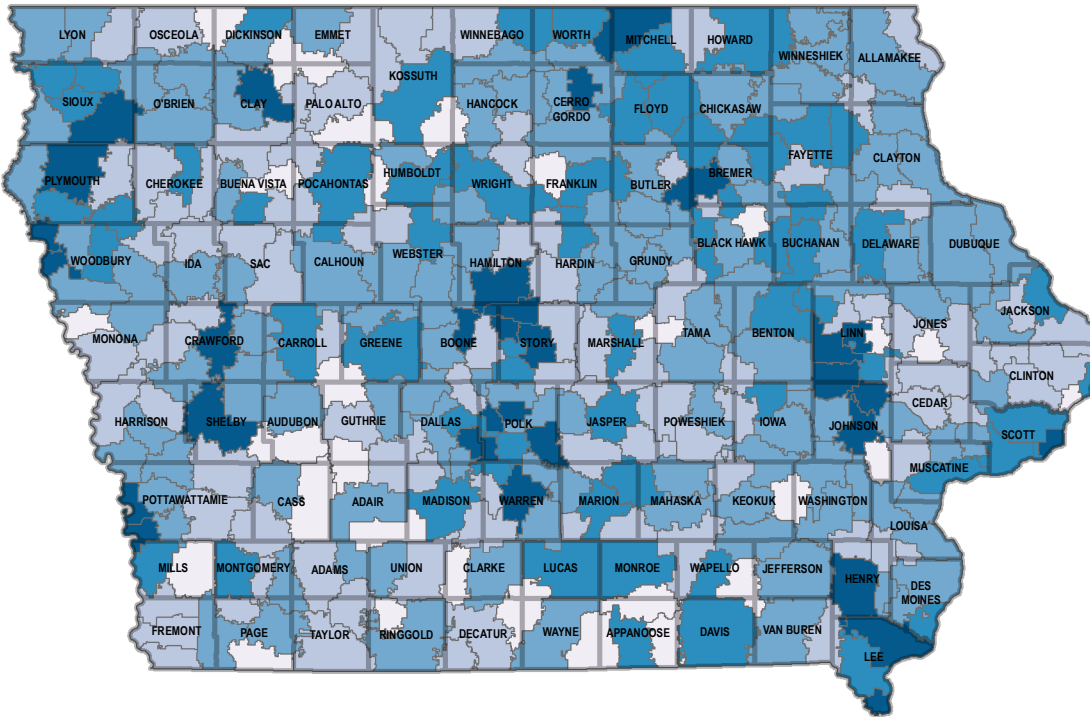 LYON
OSCEOLA
DICKINSON
EMMET
WINNEBAGO
WORTH
MITCHELL
HOWARD
WINNESHIEK
ALLAMAKEE
KOSSUTH
SIOUX
O'BRIEN
CLAY
PALO ALTO
HANCOCK
CERRO
GORDO
FLOYD
CHICKASAW
FAYETTE
CLAYTON
PLYMOUTH
CHEROKEE
BUENA VISTA
POCAHONTAS
HUMBOLDT
WRIGHT
FRANKLIN
BUTLER
BREMER
WOODBURY
IDA
SAC
CALHOUN
WEBSTER
HAMILTON
HARDIN
GRUNDY
BLACK HAWK
BUCHANAN
DELAWARE
DUBUQUE
MONONA
CRAWFORD
CARROLL
GREENE
BOONE
STORY
MARSHALL
TAMA
BENTON
LINN
JONES
JACKSON
CLINTON
HARRISON
SHELBY
AUDUBON
GUTHRIE
DALLAS
POLK
JASPER
POWESHIEK
IOWA
JOHNSON
CEDAR
SCOTT
MUSCATINE
POTTAWATTAMIE
CASS
ADAIR
MADISON
WARREN
MARION
MAHASKA
KEOKUK
WASHINGTON
LOUISA
MILLS
MONTGOMERY
ADAMS
UNION
CLARKE
LUCAS
MONROE
WAPELLO
JEFFERSON
HENRY
DES
MOINES
FREMONT
PAGE
TAYLOR
RINGGOLD
DECATUR
WAYNE
APPANOOSE
DAVIS
VAN BUREN
LEE